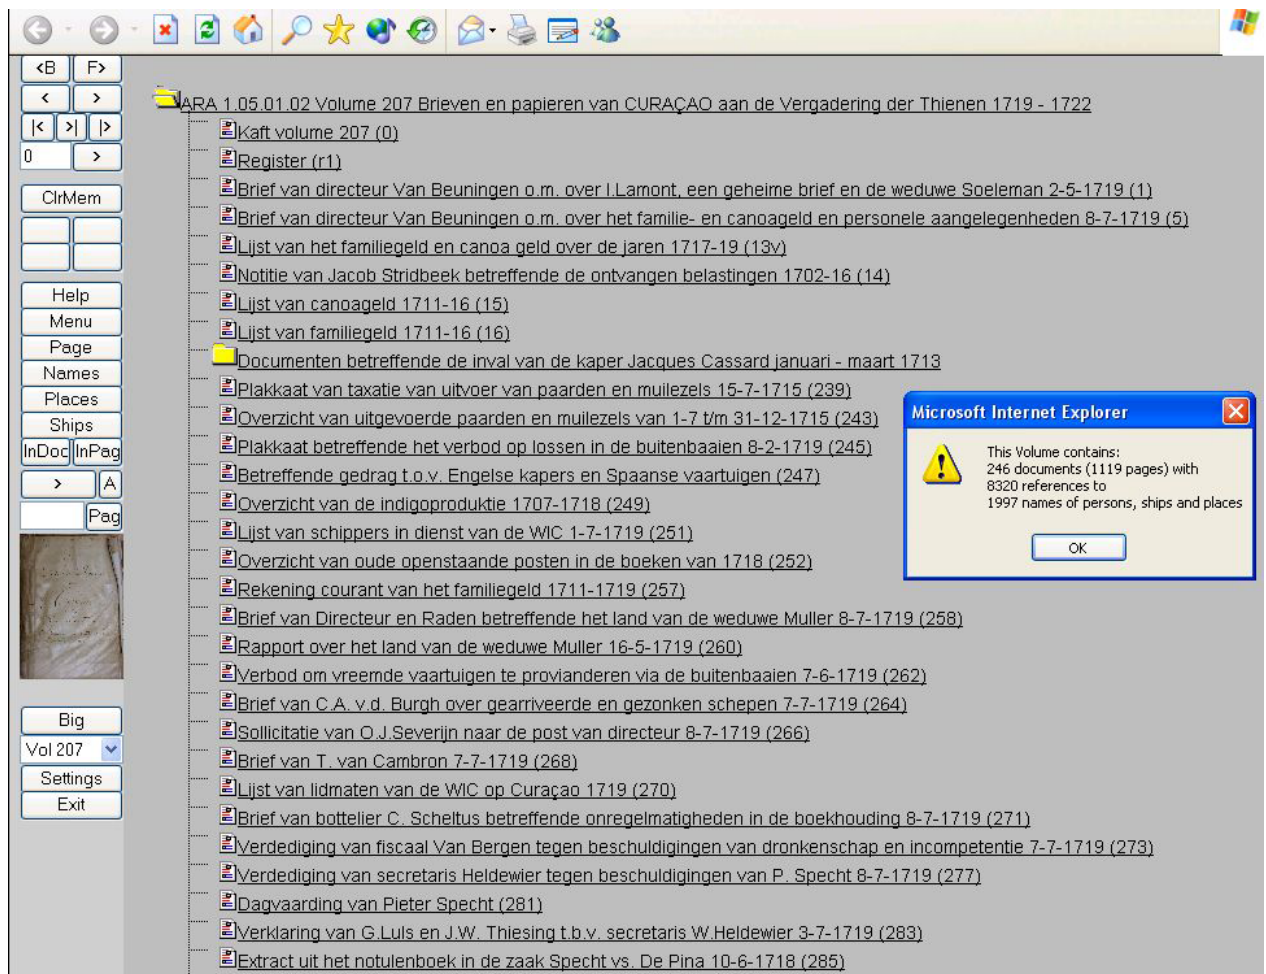 <B F>
< >
|< >| |>
0 >
ClrMem
Help
Menu
Page
Names
Places
Ships
InDoc InPag
> A
Pag
Big
Vol 207
Settings
Exit
ARA 1.05.01.02 Volume 207 Brieven en papieren van CURAÇAO aan de Vergadering der Thienen 1719 - 1722
Kaft volume 207 (0)
Register (r1)
Brief van directeur Van Beuningen o.m. over I.Lamont, een geheime brief en de weduwe Soeleman 2-5-1719 (1)
Brief van directeur Van Beuningen o.m. over het familie- en canoageld en personele aangelegenheden 8-7-1719 (5)
Lijst van het familiegeld en canoa geld over de jaren 1717-19 (13v)
Notitie van Jacob Stridbeek betreffende de ontvangen belastingen 1702-16 (14)
Lijst van canoageld 1711-16 (15)
Lijst van familiegeld 1711-16 (16)
Documenten betreffende de inval van de kaper Jacques Cassard januari - maart 1713
Plakkaat van taxatie van uitvoer van paarden en muilezels 15-7-1715 (239)
Overzicht van uitgevoerde paarden en muilezels van 1-7 t/m 31-12-1715 (243)
Plakkaat betreffende het verbod op lossen in de buitenbaaien 8-2-1719 (245)
Betreffende gedrag t.o.v. Engelse kapers en Spaanse vaartuigen (247)
Overzicht van de indigoproduktie 1707-1718 (249)
Lijst van schippers in dienst van de WIC 1-7-1719 (251)
Overzicht van oude openstaande posten in de boeken van 1718 (252)
Rekening courant van het familiegeld 1711-1719 (257)
Brief van Directeur en Raden betreffende het land van de weduwe Muller 8-7-1719 (258)
Rapport over het land van de weduwe Muller 16-5-1719 (260)
Verbod om vreemde vaartuigen te provianderen via de buitenbaaien 7-6-1719 (262)
Brief van C.A. v.d. Burgh over gearriveerde en gezonken schepen 7-7-1719 (264)
Sollicitatie van O.J.Severijn naar de post van directeur 8-7-1719 (266)
Brief van T. van Cambron 7-7-1719 (268)
Lijst van lidmaten van de WIC op Curaçao 1719 (270)
Brief van bottelier C. Scheltus betreffende onregelmatigheden in de boekhouding 8-7-1719 (271)
Verdediging van fiscaal Van Bergen tegen beschuldigingen van dronkenschap en incompetentie 7-7-1719 (273)
Verdediging van secretaris Heldewier tegen beschuldigingen van P. Specht 8-7-1719 (277)
Dagvaarding van Pieter Specht (281)
Verklaring van G.Luls en J.W. Thiesing t.b.v. secretaris W.Heldewier 3-7-1719 (283)
Extract uit het notulenboek in de zaak Specht vs. De Pina 10-6-1718 (285)
Microsoft Internet Explorer
This Volume contains:
246 documents (1119 pages) with
8320 references to
1997 names of persons, ships and places
OK